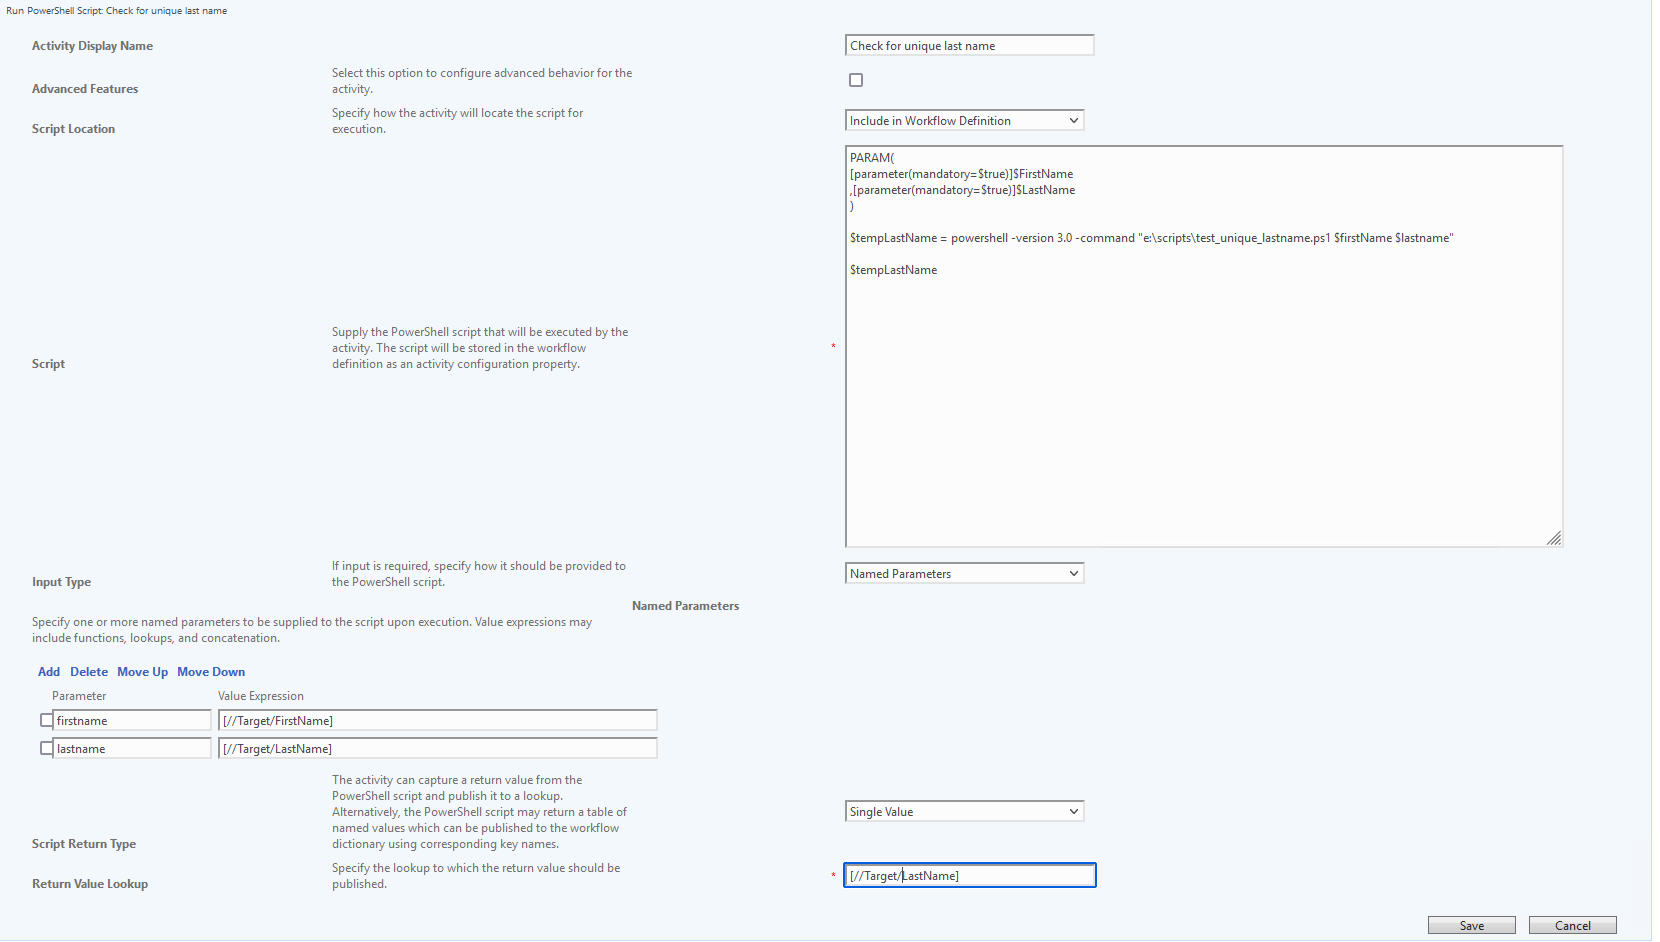 Run PowerShell Script: Check for unique last name
Activity Display Name
Check for unique last name
Advanced Features
Select this option to configure advanced behavior for the
activity.
Script Location
Specify how the activity will locate the script for
execution.
Include in Workflow Definition
Script
Supply the PowerShell script that will be executed by the
activity. The script will be stored in the workflow
definition as an activity configuration property.
*
PARAM(
[parameter(mandatory=$true)]$FirstName
,[parameter(mandatory=$true)]$LastName
)
$tempLastName = powershell -version 3.0 -command "e:\scripts\test_unique_lastname.ps1 $firstName $lastname"
$tempLastName
Input Type
If input is required, specify how it should be provided to
the PowerShell script.
Named Parameters
Named Parameters
Specify one or more named parameters to be supplied to the script upon execution. Value expressions may
include functions, lookups, and concatenation.
Add Delete Move Up Move Down
Parameter Value Expression
firstname [//Target/FirstName]
lastname [//Target/LastName]
Script Return Type
The activity can capture a return value from the
PowerShell script and publish it to a lookup.
Alternatively, the PowerShell script may return a table of
named values which can be published to the workflow
dictionary using corresponding key names.
Single Value
Return Value Lookup
Specify the lookup to which the return value should be
published.
* [//Target/LastName]
Save Cancel